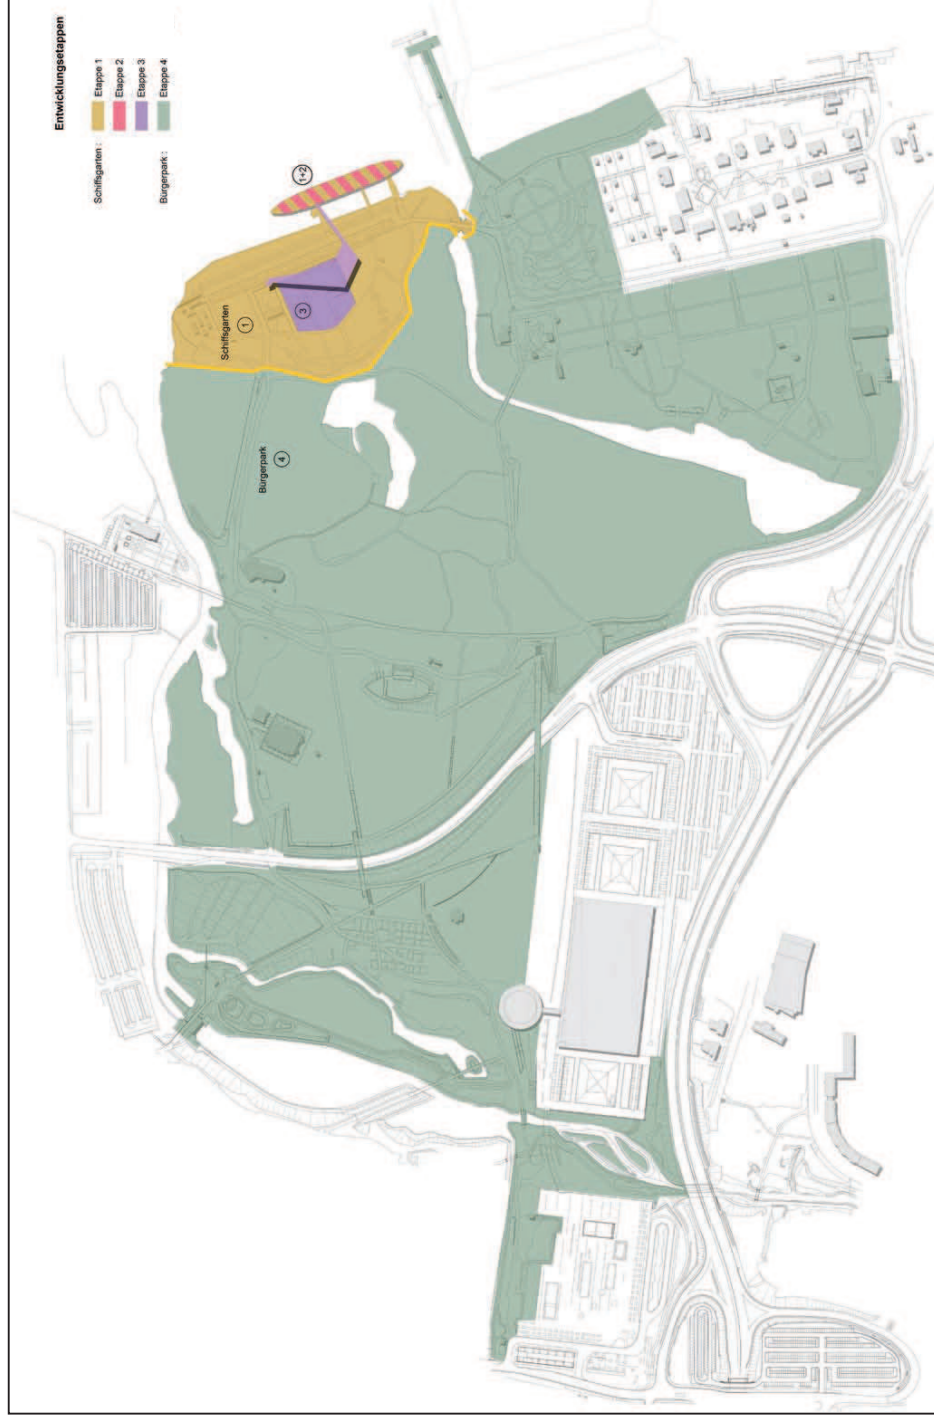 Entwicklungsetappen
Schiffsgarten :
Etappe 1
Etappe 2
Etappe 3
Bürgerpark :
Etappe 4
1+2
Schiffsgarten
1
3
Bürgerpark
4